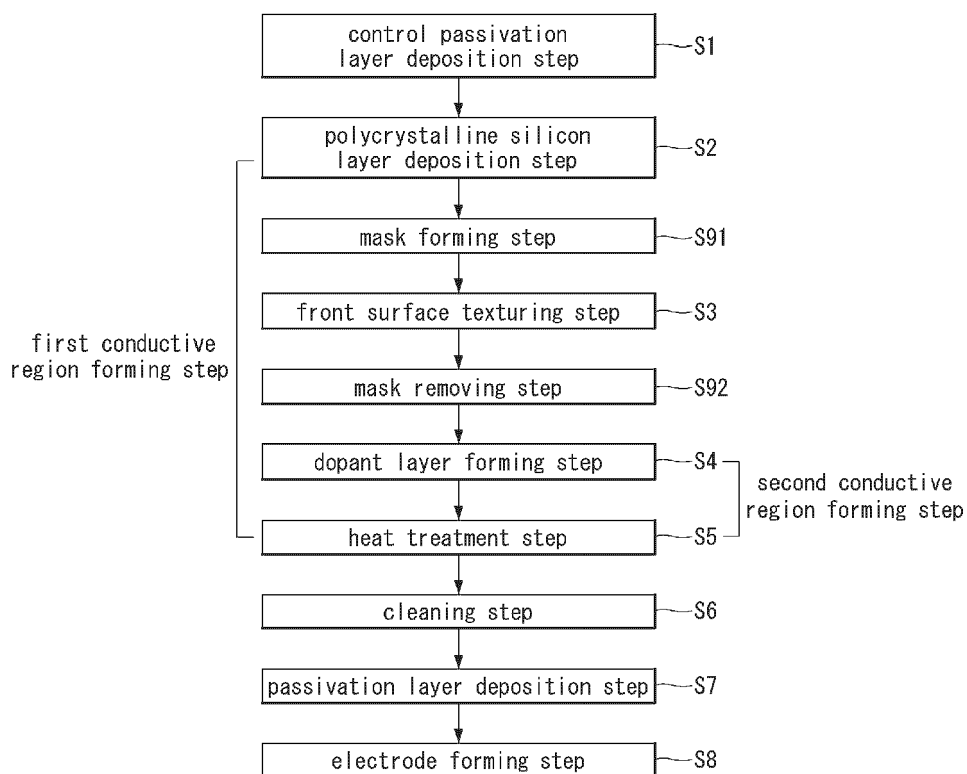 control passivation
layer deposition step
S1
polycrystalline silicon
layer deposition step
S2
mask forming step
S91
front surface texturing step
S3
first conductive
region forming step
mask removing step
S92
dopant layer forming step
S4
second conductive
region forming step
heat treatment step
S5
cleaning step
S6
passivation layer deposition step
S7
electrode forming step
S8